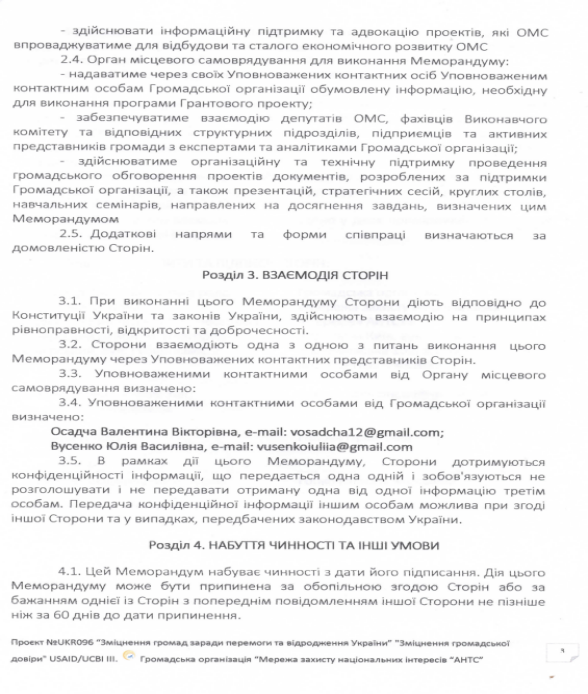 - здійснювати інформаційну підтримку та адвокацію проектів, які ОМС
впроваджуватиме для відбудови та сталого економічного розвитку ОМС
2.4. Орган місцевого самоврядування для виконання Меморандуму:
- надаватиме через своїх Уповноважених контактних осіб Уповноваженим
контактним особам Громадської організації обумовлену інформацію, необхідну
для виконання програми Грантового проекту;
- забезпечуватиме взаємодію депутатів ОМС, фахівців Виконавчого
комітету та відповідних структурних підрозділів, підприємців та активних
представників громади з експертами та аналітиками Громадської організації;
- здійснюватиме організаційну та технічну підтримку проведення
громадського обговорення проектів документів, розроблених за підтримки
Громадської організації, а також презентацій, стратегічних сесій, круглих столів,
навчальних семінарів, направлених на досягнення завдань, визначених цим
Меморандумом
2.5. Додаткові напрями та форми співпраці визначаються за
домовленістю Сторін.
Розділ 3. ВЗАЄМОДІЯ СТОРІН
3.1. При виконанні цього Меморандуму Сторони діють відповідно до
Конституції України та законів України, здійснюють взаємодію на принципах
рівноправності, відкритості та доброчесності.
3.2. Сторони взаємодіють одна з одною з питань виконання цього
Меморандуму через Уповноважених контактних представників Сторін.
3.3. Уповноваженими контактними особами від Органу місцевого
самоврядування визначено:
3.4. Уповноваженими контактними особами від Громадської організації
визначено:
Осадча Валентина Вікторівна, e-mail: vosadcha12@gmail.com;
Вусенко Юлія Василівна, e-mail: vusenkoiuliia@gmail.com
3.5. В рамках дії цього Меморандуму, Сторони дотримуються
конфіденційності інформації, що передається одна одній і зобов'язуються не
розголошувати і не передавати отриману одна від одної інформацію третім
особам. Передача конфіденційної інформації іншим особам можлива при згоді
іншої Сторони та у випадках, передбачених законодавством України.
Розділ 4. НАБУТТЯ ЧИННОСТІ ТА ІНШІ УМОВИ
4.1. Цей Меморандум набуває чинності з дати його підписання. Дія цього
Меморандуму може бути припинена за обопільною згодою Сторін або за
бажанням однієї із Сторін з попереднім повідомленням іншої Сторони не пізніше
ніж за 60 днів до дати припинення.
Проєкт №UKR096 "Зміцнення громад заради перемоги та відродження України" "Зміцнення громадської
довіри" USAID/UCBI III. Громадська організація "Мережа захисту національних інтересів "АНТС"